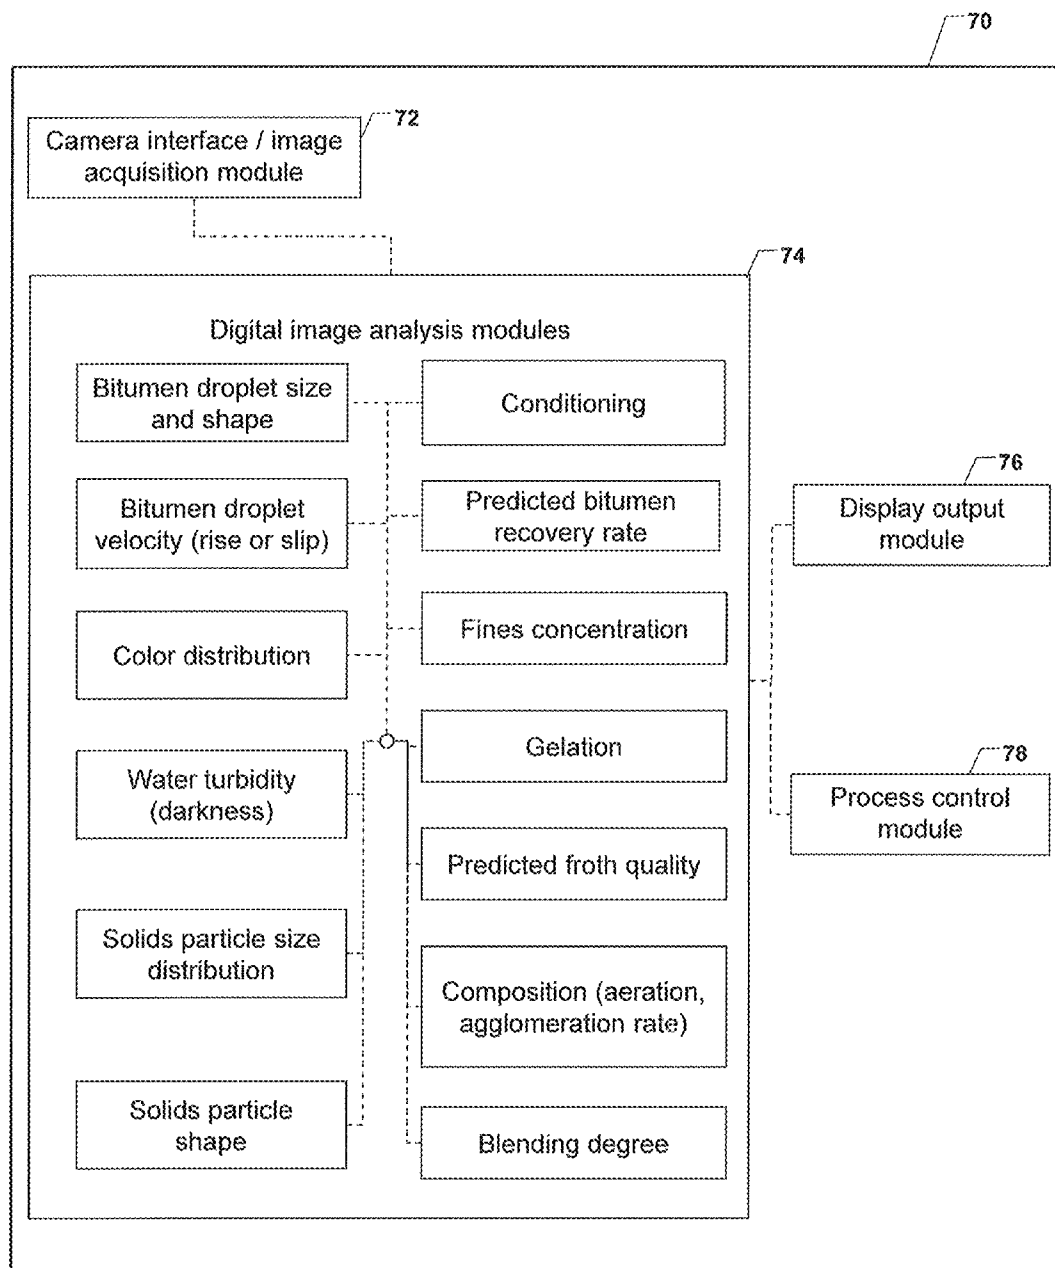 70
Camera interface / image
acquisition module
72
74
Digital image analysis modules
Bitumen droplet size
and shape
Conditioning
Bitumen droplet
velocity (rise or slip)
Predicted bitumen
recovery rate
76
Display output
module
Color distribution
Fines concentration
Water turbidity
(darkness)
Gelation
78
Process control
module
Predicted froth quality
Solids particle size
distribution
Composition (aeration,
agglomeration rate)
Solids particle
shape
Blending degree